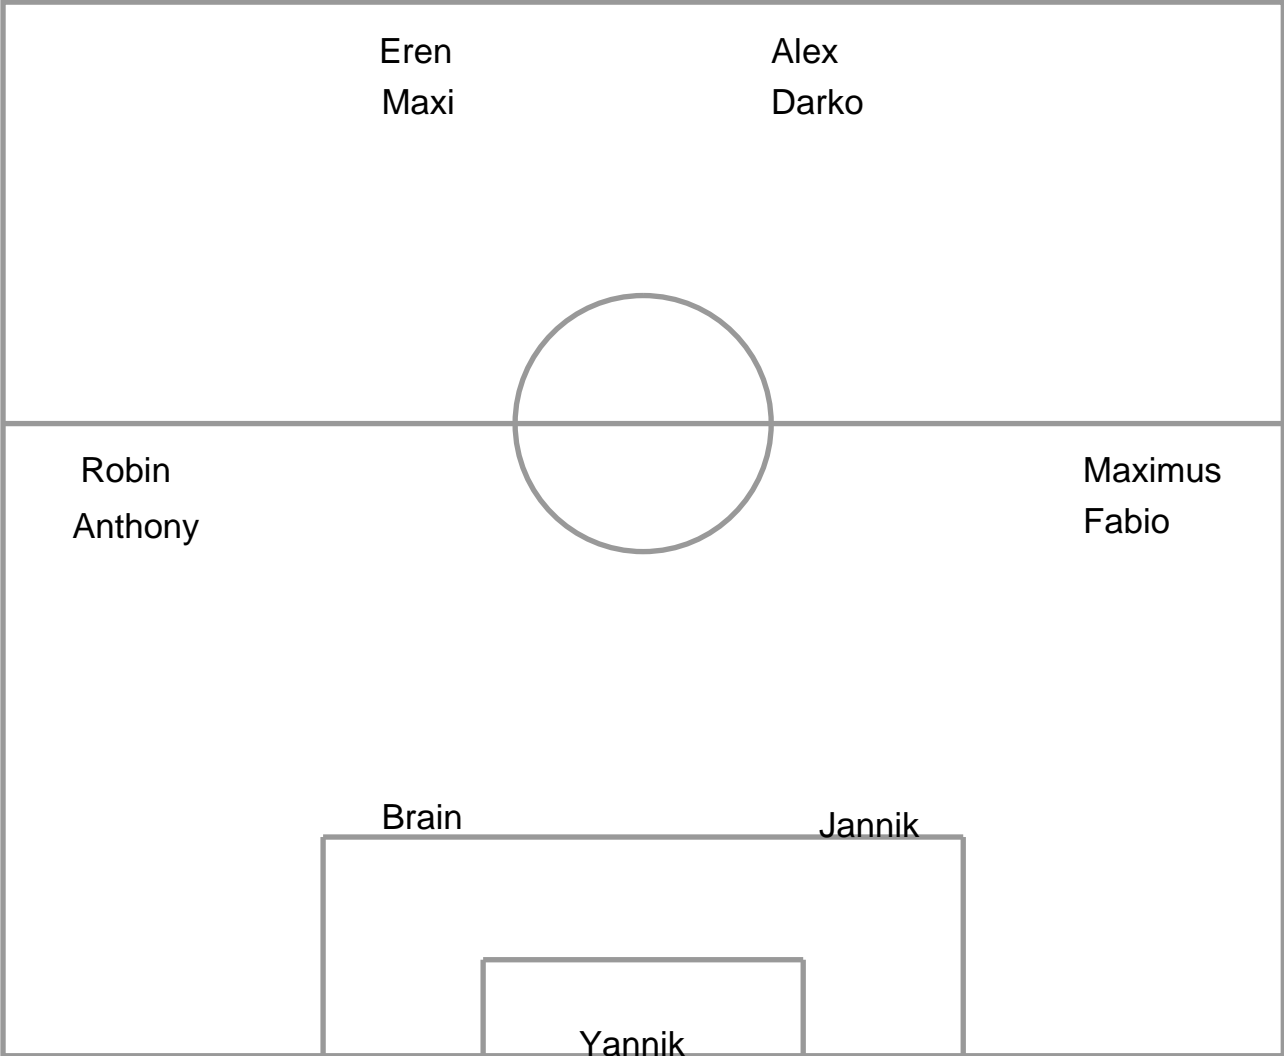 Eren
Alex
Maxi
Darko
Robin
Maximus
Anthony
Fabio
Brain
Jannik
Yannik